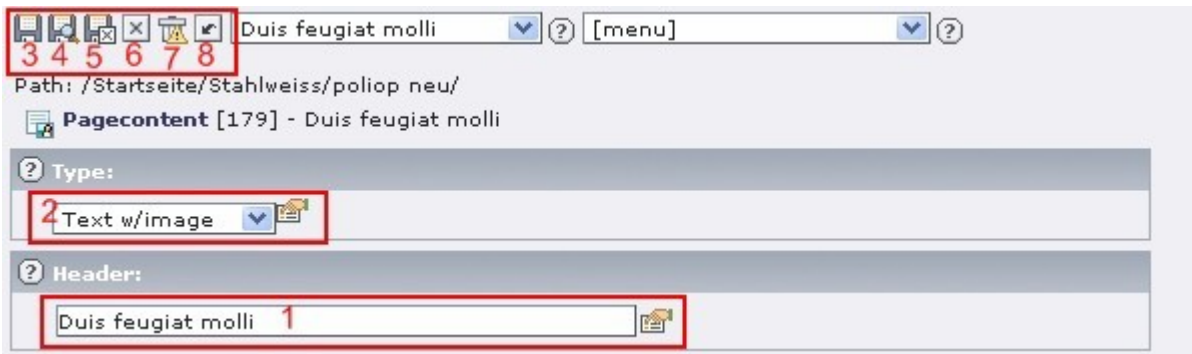 Duis feugiat molli ? [menu] ?
3 4 5 6 7 8
Path: /Startseite/Stahlweiss/poliop neu/
Pagecontent [179] - Duis feugiat molli
? Type:
2 Text w/image
? Header:
Duis feugiat molli 1